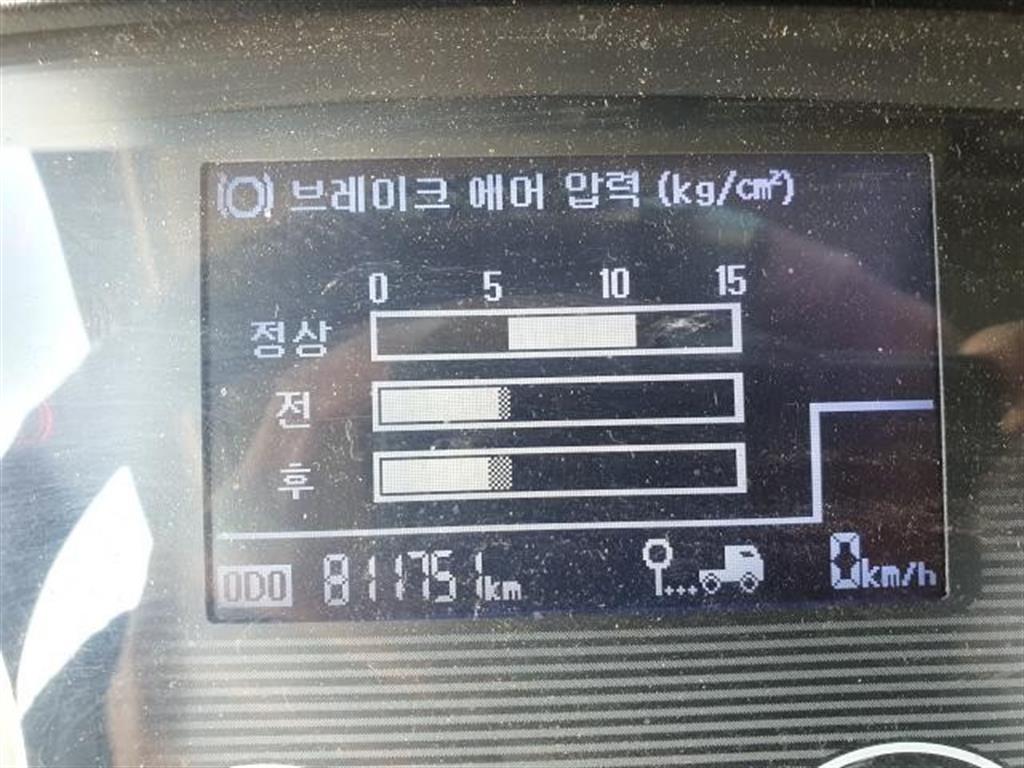 브레이크 에어 압력 (kg/cm²)
0 5 10 15
정상
전
후
ODO 811751km 0km/h